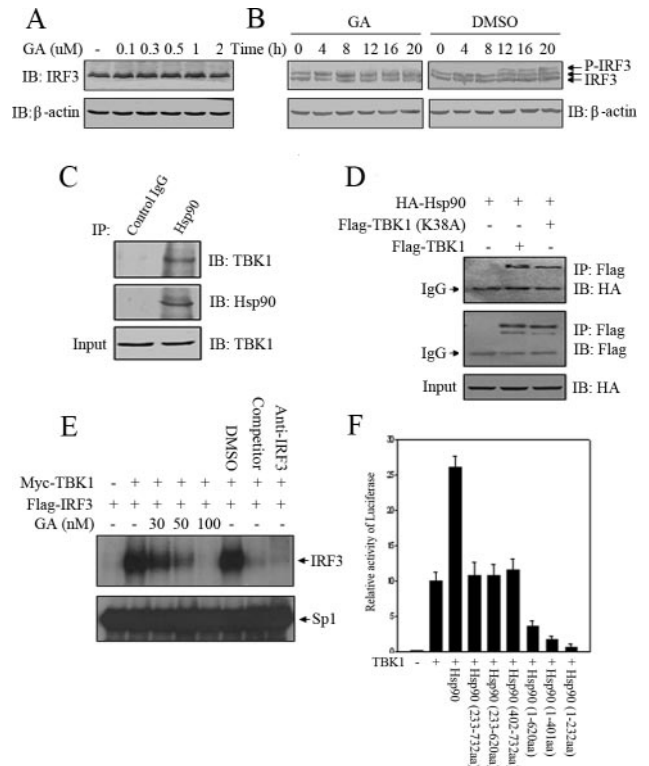 A
GA (uM) - 0.1 0.3 0.5 1 2
IB: IRF3
IB:β-actin
B
GA DMSO
Time (h) 0 4 8 12 16 20 0 4 8 12 16 20
P-IRF3
IRF3
IB:β-actin
C
IP: Control IgG Hsp90
IB: TBK1
IB: Hsp90
Input IB: TBK1
D
HA-Hsp90 + + +
Flag-TBK1 (K38A) - - +
Flag-TBK1 - + -
IP: Flag
IgG IB: HA
IP: Flag
IgG IB: Flag
Input IB: HA
E
DMSO Competitor Anti-IRF3
Myc-TBK1 - + + + + + + +
Flag-IRF3 + + + + + + + +
GA (nM) - - 30 50 100 - - -
IRF3
Sp1
F
Relative activity of Luciferase
TBK1 - + + + + + + + +
Hsp90
Hsp90 (233-732aa)
Hsp90 (233-620aa)
Hsp90 (402-732aa)
Hsp90 (1-620aa)
Hsp90 (1-401aa)
Hsp90 (1-232aa)